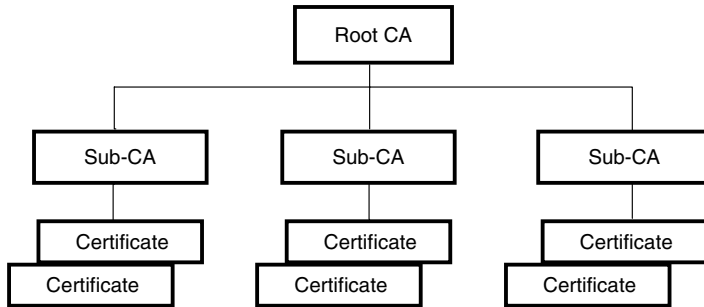 Root CA
Sub-CA
Sub-CA
Sub-CA
Certificate
Certificate
Certificate
Certificate
Certificate
Certificate